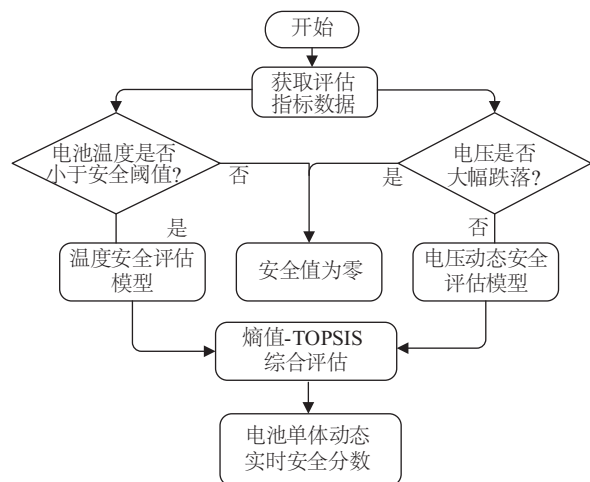 开始
获取评估
指标数据
电池温度是否
小于安全阈值?
否
是
电压是否
大幅跌落?
是
否
温度安全评估
模型
安全值为零
电压动态安全
评估模型
熵值-TOPSIS
综合评估
电池单体动态
实时安全分数